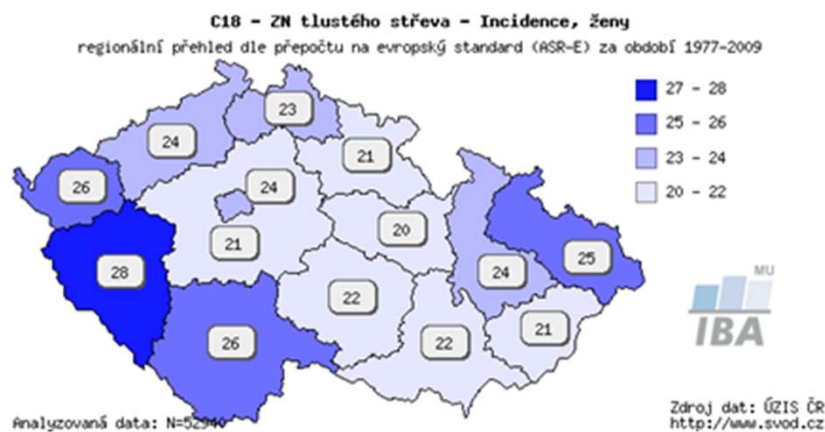 C18 - ZN tlustého střeva - Incidence, ženy
regionální přehled dle přepočtu na evropský standard (ASR-E) za období 1977-2009
27 - 28
25 - 26
23 - 24
20 - 22
23
24
21
26
24
20
21
28
25
24
22
21
26
22
MU
IBA
Analyzovaná data: N=52940
Zdroj dat: ÚZIS ČR
http://www.svod.cz